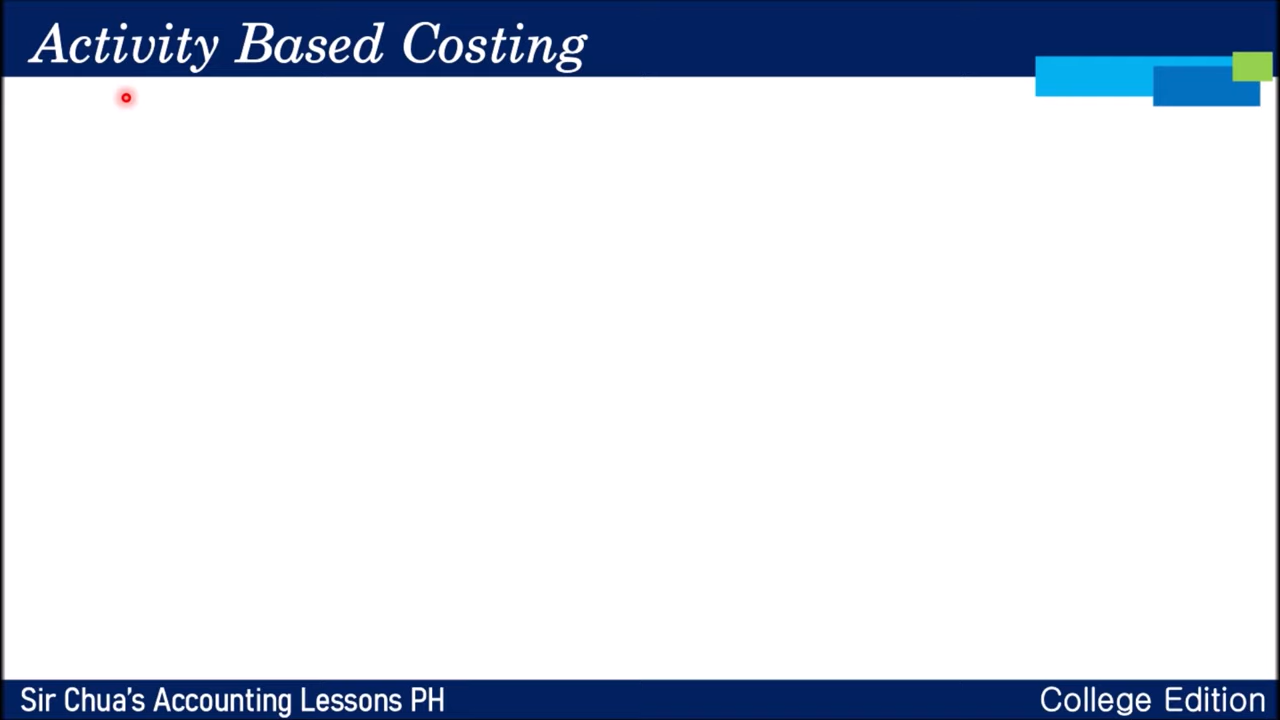 Activity Based Costing
Sir Chua's Accounting Lessons PH
College Edition